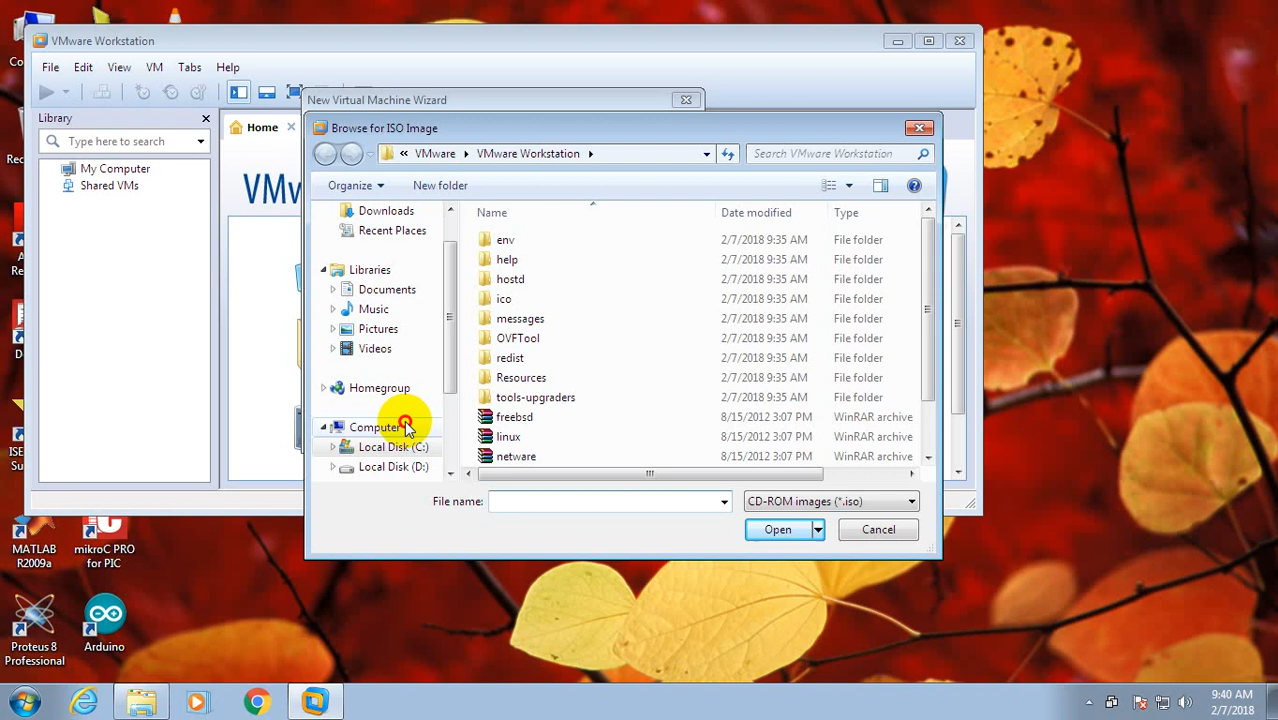 VMware Workstation
File Edit View VM Tabs Help
Library
Type here to search
My Computer
Shared VMs
Home
New Virtual Machine Wizard
Browse for ISO Image
« VMware VMware Workstation
Search VMware Workstation
Organize New folder
Downloads
Recent Places
Libraries
Documents
Music
Pictures
Videos
Homegroup
Computer
Local Disk (C:)
Local Disk (D:)
Name Date modified Type
env 2/7/2018 9:35 AM File folder
help 2/7/2018 9:35 AM File folder
hostd 2/7/2018 9:35 AM File folder
ico 2/7/2018 9:35 AM File folder
messages 2/7/2018 9:35 AM File folder
OVFTool 2/7/2018 9:35 AM File folder
redist 2/7/2018 9:35 AM File folder
Resources 2/7/2018 9:35 AM File folder
tools-upgraders 2/7/2018 9:35 AM File folder
freebsd 8/15/2012 3:07 PM WinRAR archive
linux 8/15/2012 3:07 PM WinRAR archive
netware 8/15/2012 3:07 PM WinRAR archive
File name: CD-ROM images (*.iso)
Open Cancel
MATLAB
R2009a
mikroC PRO
for PIC
Proteus 8
Professional
Arduino
9:40 AM
2/7/2018